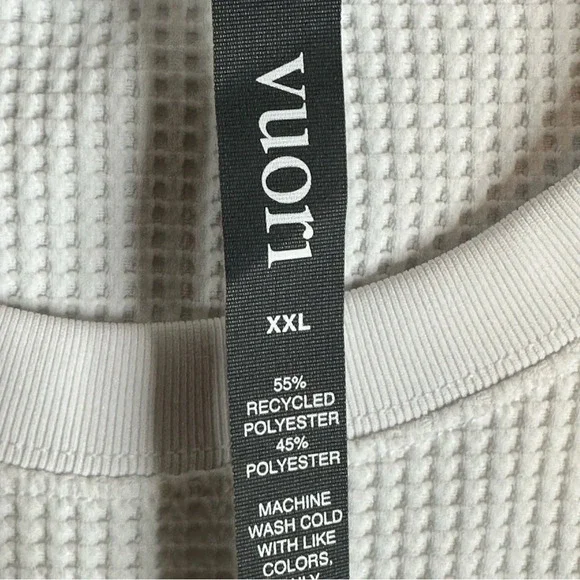 vuori
XXL
55%
RECYCLED
POLYESTER
45%
POLYESTER
MACHINE
WASH COLD
WITH LIKE
COLORS,